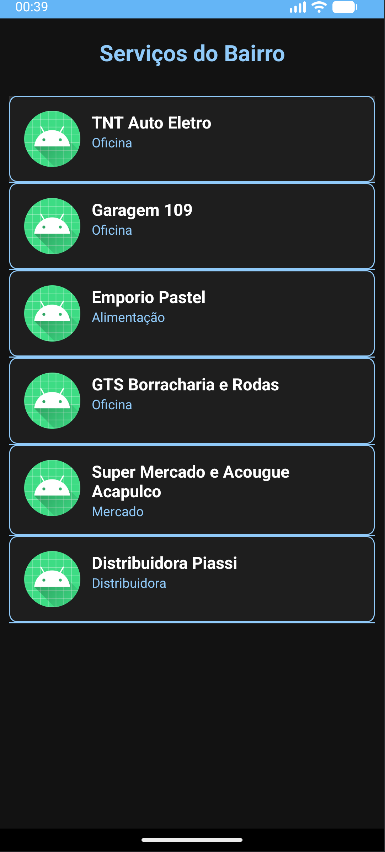 00:39
Serviços do Bairro
TNT Auto Eletro
Oficina
Garagem 109
Oficina
Emporio Pastel
Alimentação
GTS Borracharia e Rodas
Oficina
Super Mercado e Acougue
Acapulco
Mercado
Distribuidora Piassi
Distribuidora